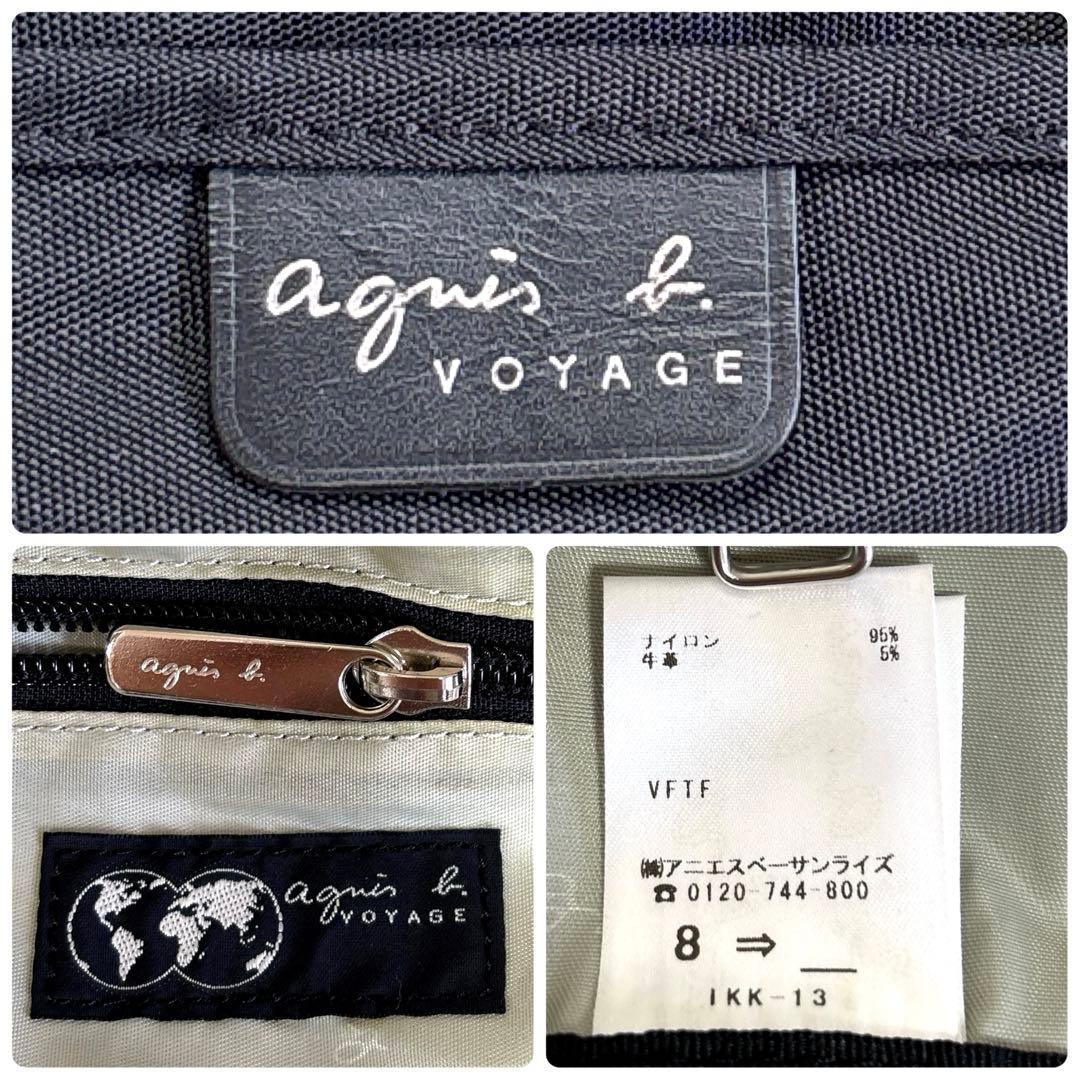 agnès b.
VOYAGE
agnès b.
agnès b.
VOYAGE
ナイロン 95%
牛革 5%
VFTF
㈱アニエスベーサンライズ
☎0120-744-800
8 ⇒ __
IKK-13